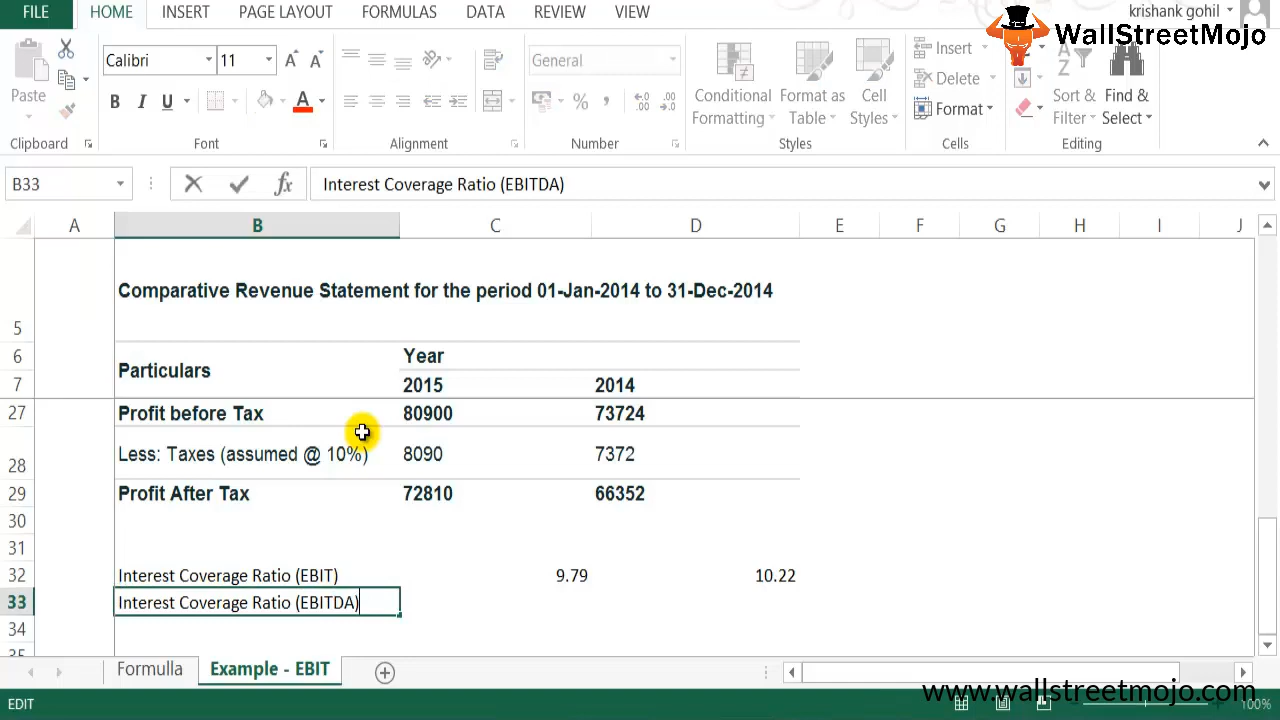 FILE HOME INSERT PAGE LAYOUT FORMULAS DATA REVIEW VIEW krishank gohil
WallStreetMojo
Calibri 11 General Insert
Paste Conditional Format as Cell Delete Sort & Find &
Formatting Table Styles Format Filter Select
Clipboard Font Alignment Number Styles Cells Editing
B33 Interest Coverage Ratio (EBITDA)
A B C D E F G H I J
5 Comparative Revenue Statement for the period 01-Jan-2014 to 31-Dec-2014
6 Particulars Year
7 2015 2014
27 Profit before Tax 80900 73724
28 Less: Taxes (assumed @ 10%) 8090 7372
29 Profit After Tax 72810 66352
30
31
32 Interest Coverage Ratio (EBIT) 9.79 10.22
33 Interest Coverage Ratio (EBITDA)
34
Formulla Example - EBIT
www.wallstreetmojo.com
EDIT 100%